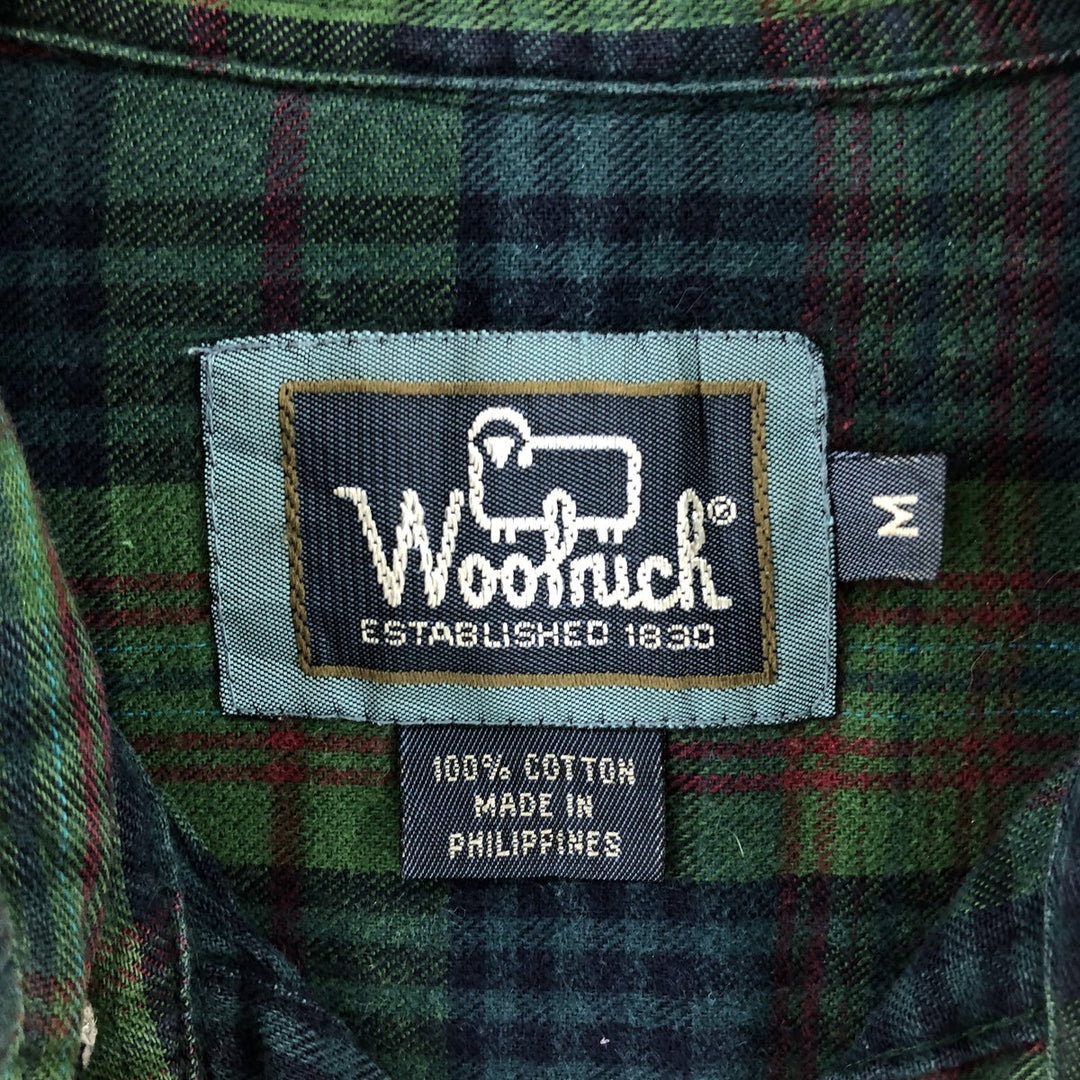 Woolrich®
M
ESTABLISHED 1830
100% COTTON
MADE IN
PHILIPPINES